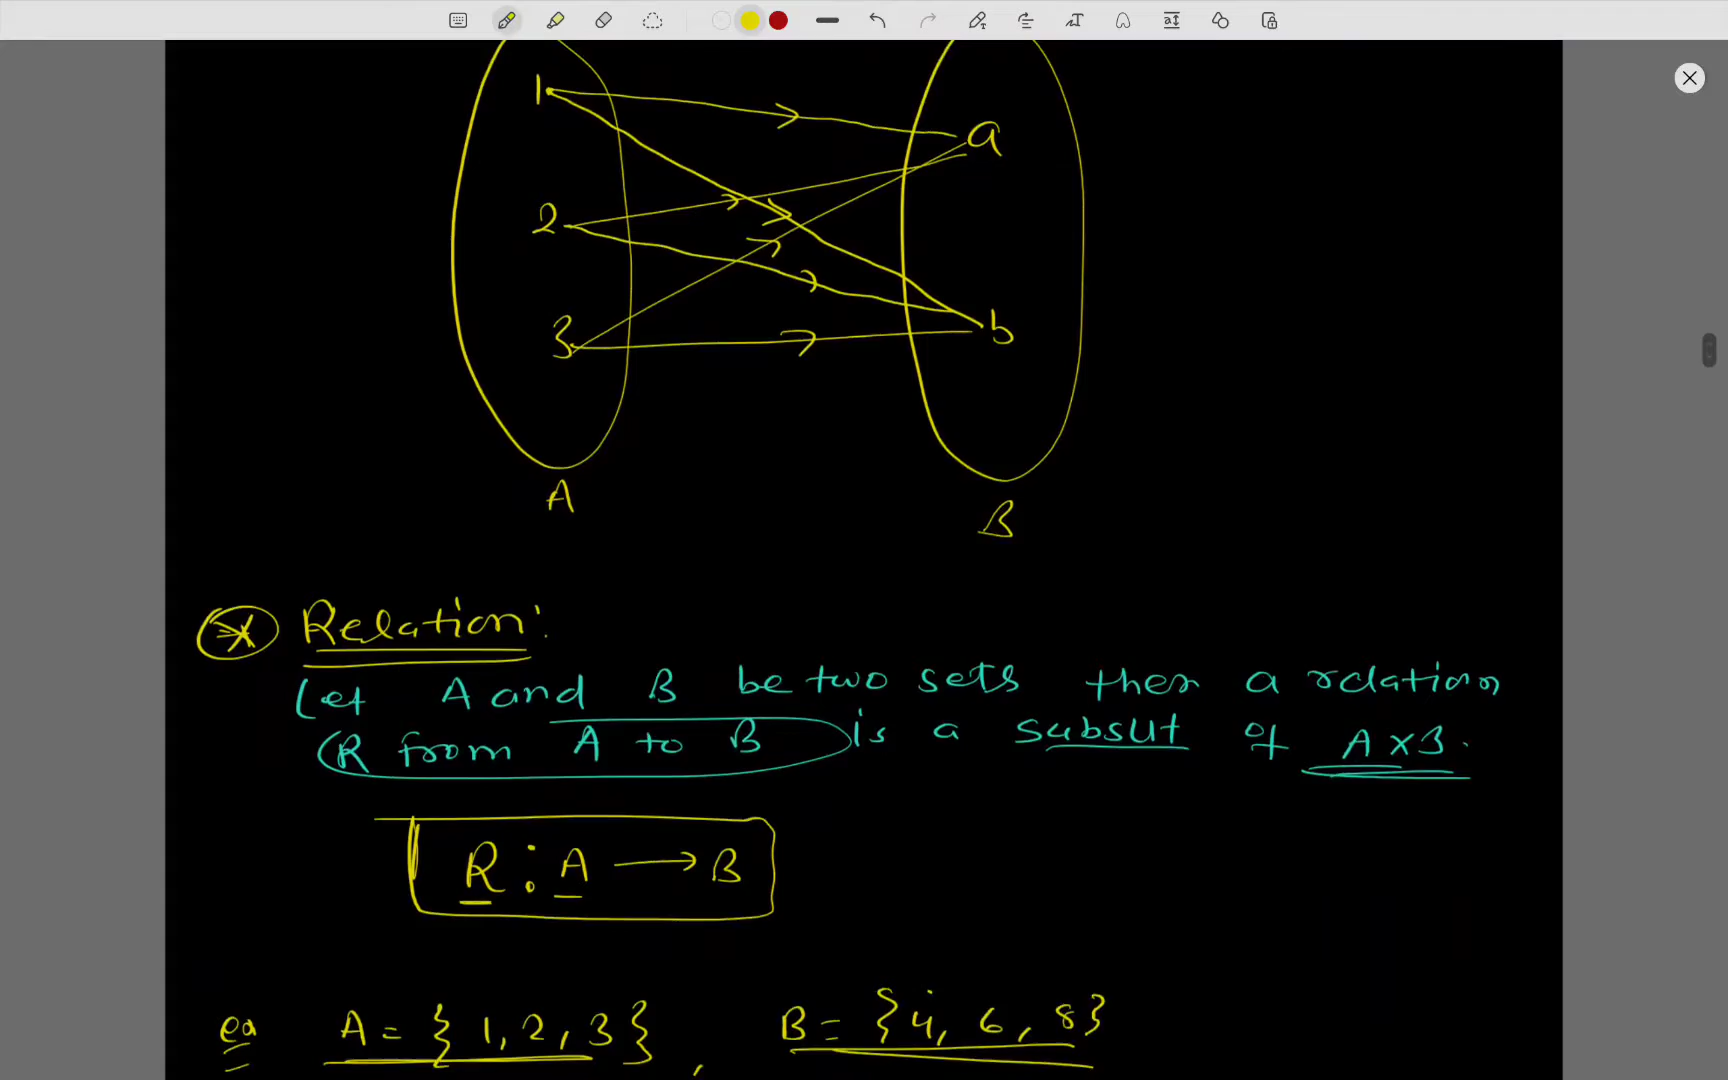 1
a
2
3
b
A
B
Relation:
Let A and B be two sets then a relation
R from A to B is a subset of A×B.
R : A → B
eg A = {1, 2, 3}, B = {4, 6, 8}